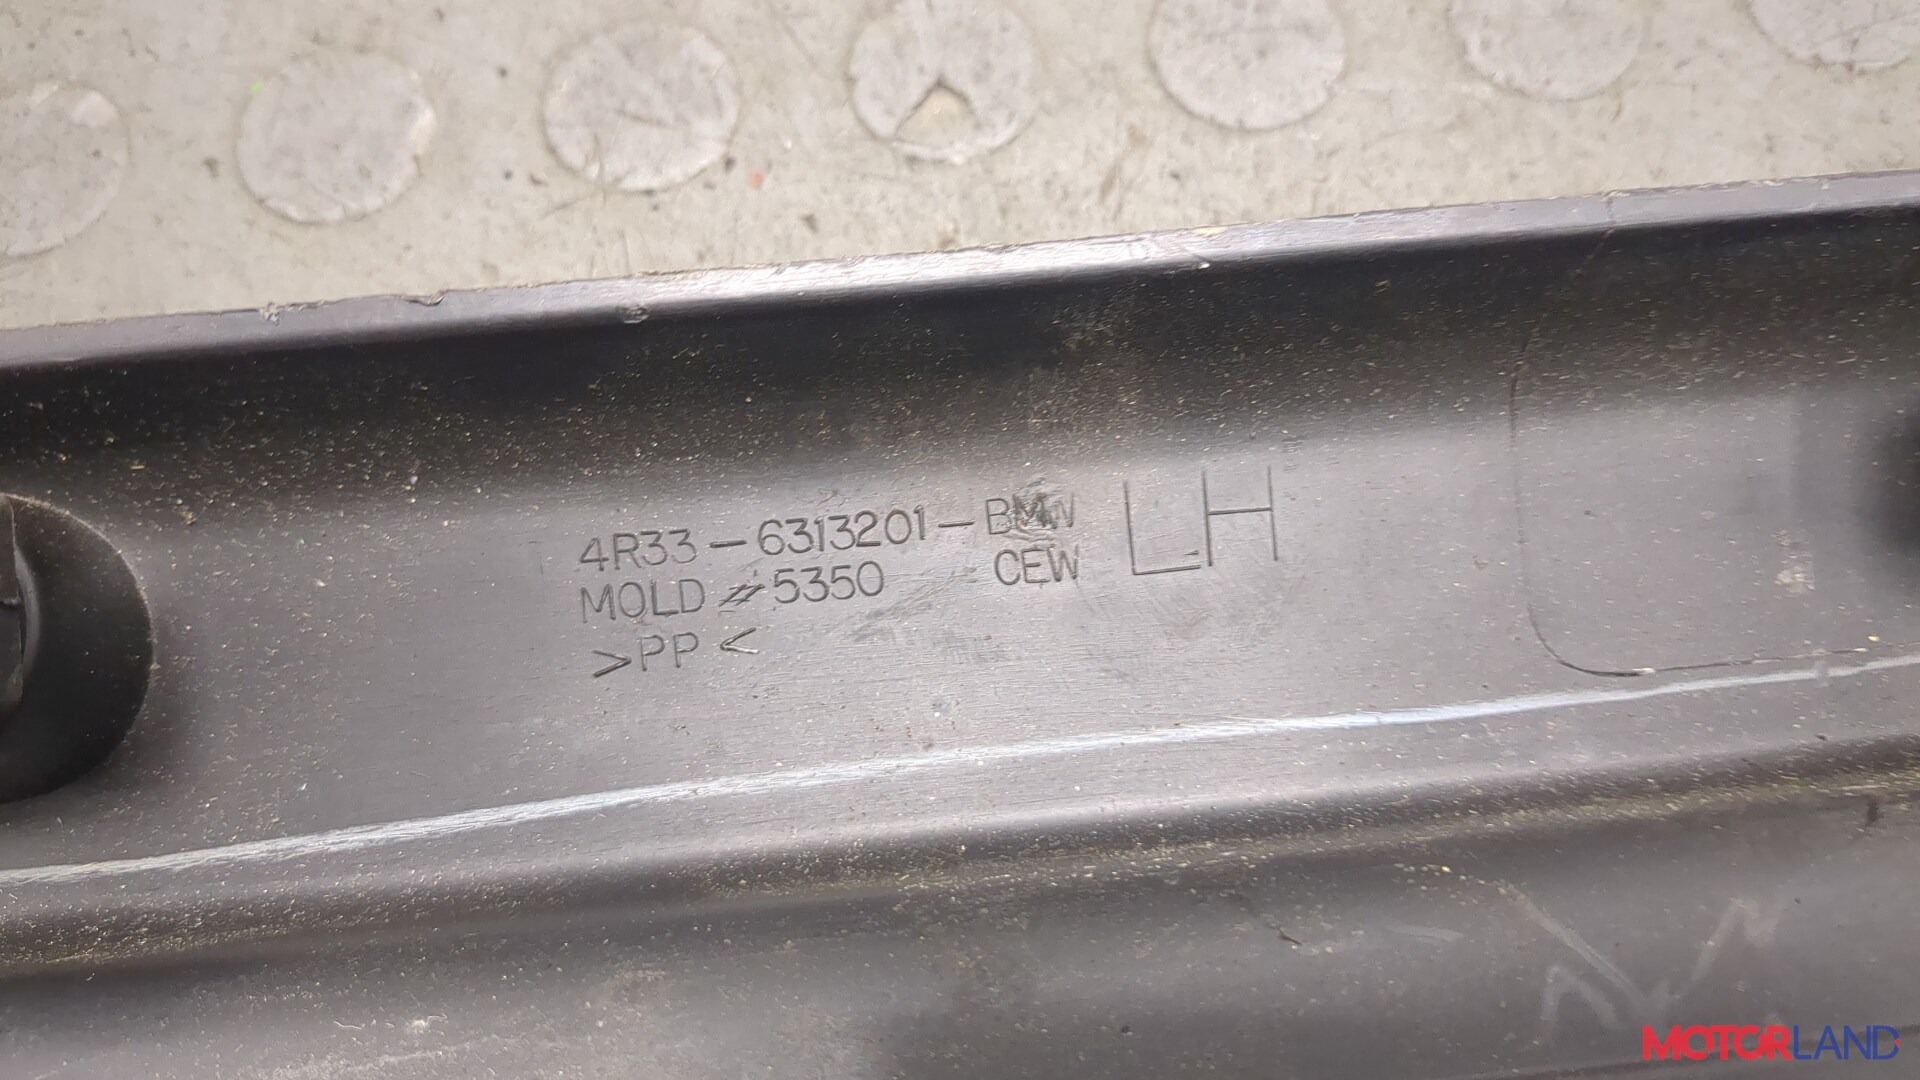 4R33-6313201-BMW LH
MOLD #5350 CEW
>PP<
MOTORLAND